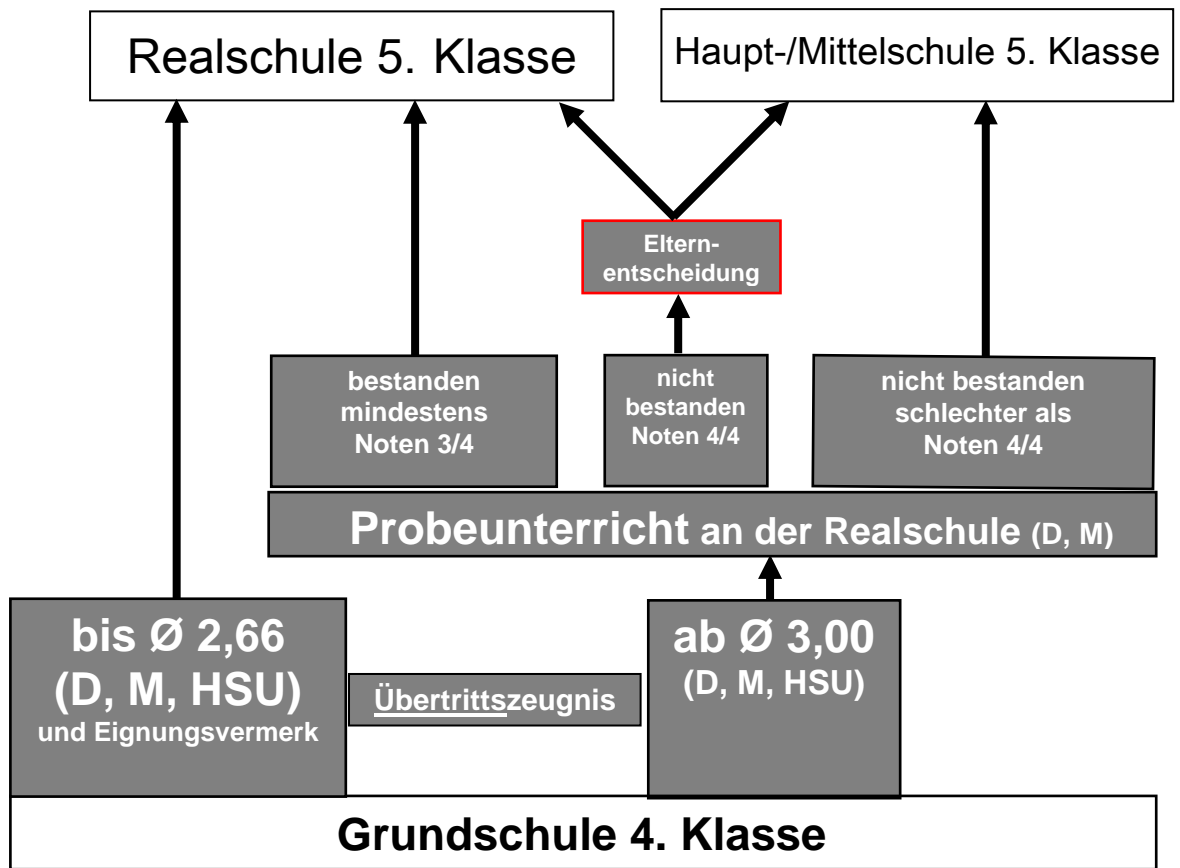 Realschule 5. Klasse
Haupt-/Mittelschule 5. Klasse
Eltern-
entscheidung
bestanden
mindestens
Noten 3/4
nicht
bestanden
Noten 4/4
nicht bestanden
schlechter als
Noten 4/4
Probeunterricht an der Realschule (D, M)
bis Ø 2,66
(D, M, HSU)
und Eignungsvermerk
Übertrittszeugnis
ab Ø 3,00
(D, M, HSU)
Grundschule 4. Klasse